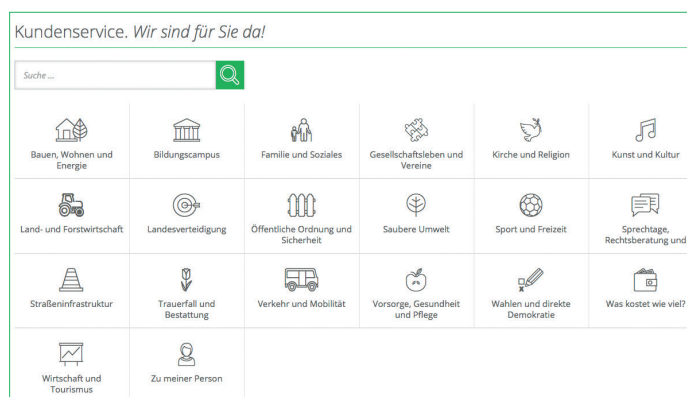 Kundenservice. Wir sind für Sie da!
Suche ...
Bauen, Wohnen und
Energie
Bildungscampus
Familie und Soziales
Gesellschaftsleben und
Vereine
Kirche und Religion
Kunst und Kultur
Land- und Forstwirtschaft
Landesverteidigung
Öffentliche Ordnung und
Sicherheit
Saubere Umwelt
Sport und Freizeit
Sprechtage,
Rechtsberatung und
Straßeninfrastruktur
Trauerfall und
Bestattung
Verkehr und Mobilität
Vorsorge, Gesundheit
und Pflege
Wahlen und direkte
Demokratie
Was kostet wie viel?
Wirtschaft und
Tourismus
Zu meiner Person